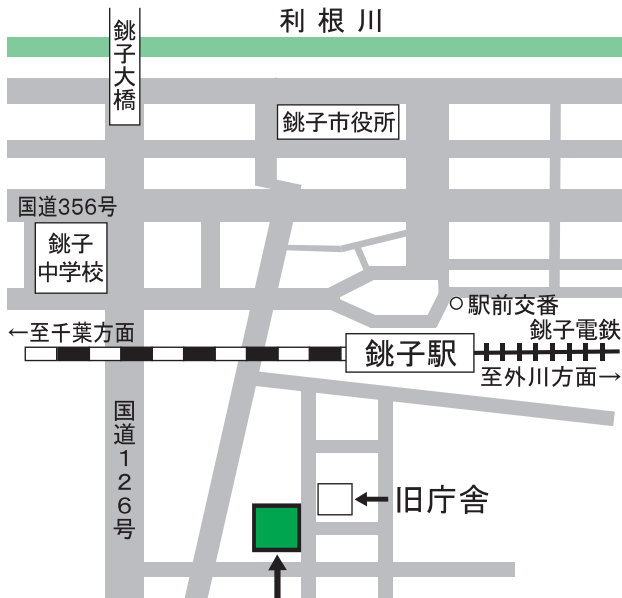 利根川
銚子大橋
銚子市役所
国道356号
銚子
中学校
駅前交番
←至千葉方面
銚子電鉄
銚子駅
至外川方面→
国道126号
旧庁舎